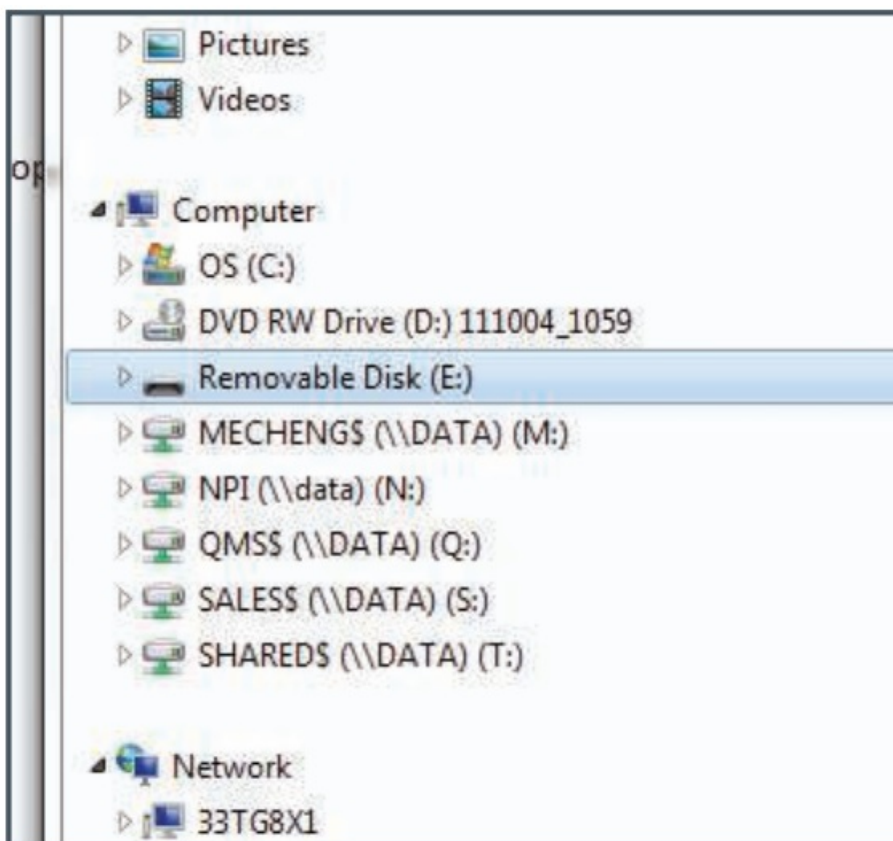 Pictures
Videos
op
Computer
OS (C:)
DVD RW Drive (D:) 111004_1059
Removable Disk (E:)
MECHENG$ (\\DATA) (M:)
NPI (\\data) (N:)
QMS$ (\\DATA) (Q:)
SALES$ (\\DATA) (S:)
SHARED$ (\\DATA) (T:)
Network
33TG8X1